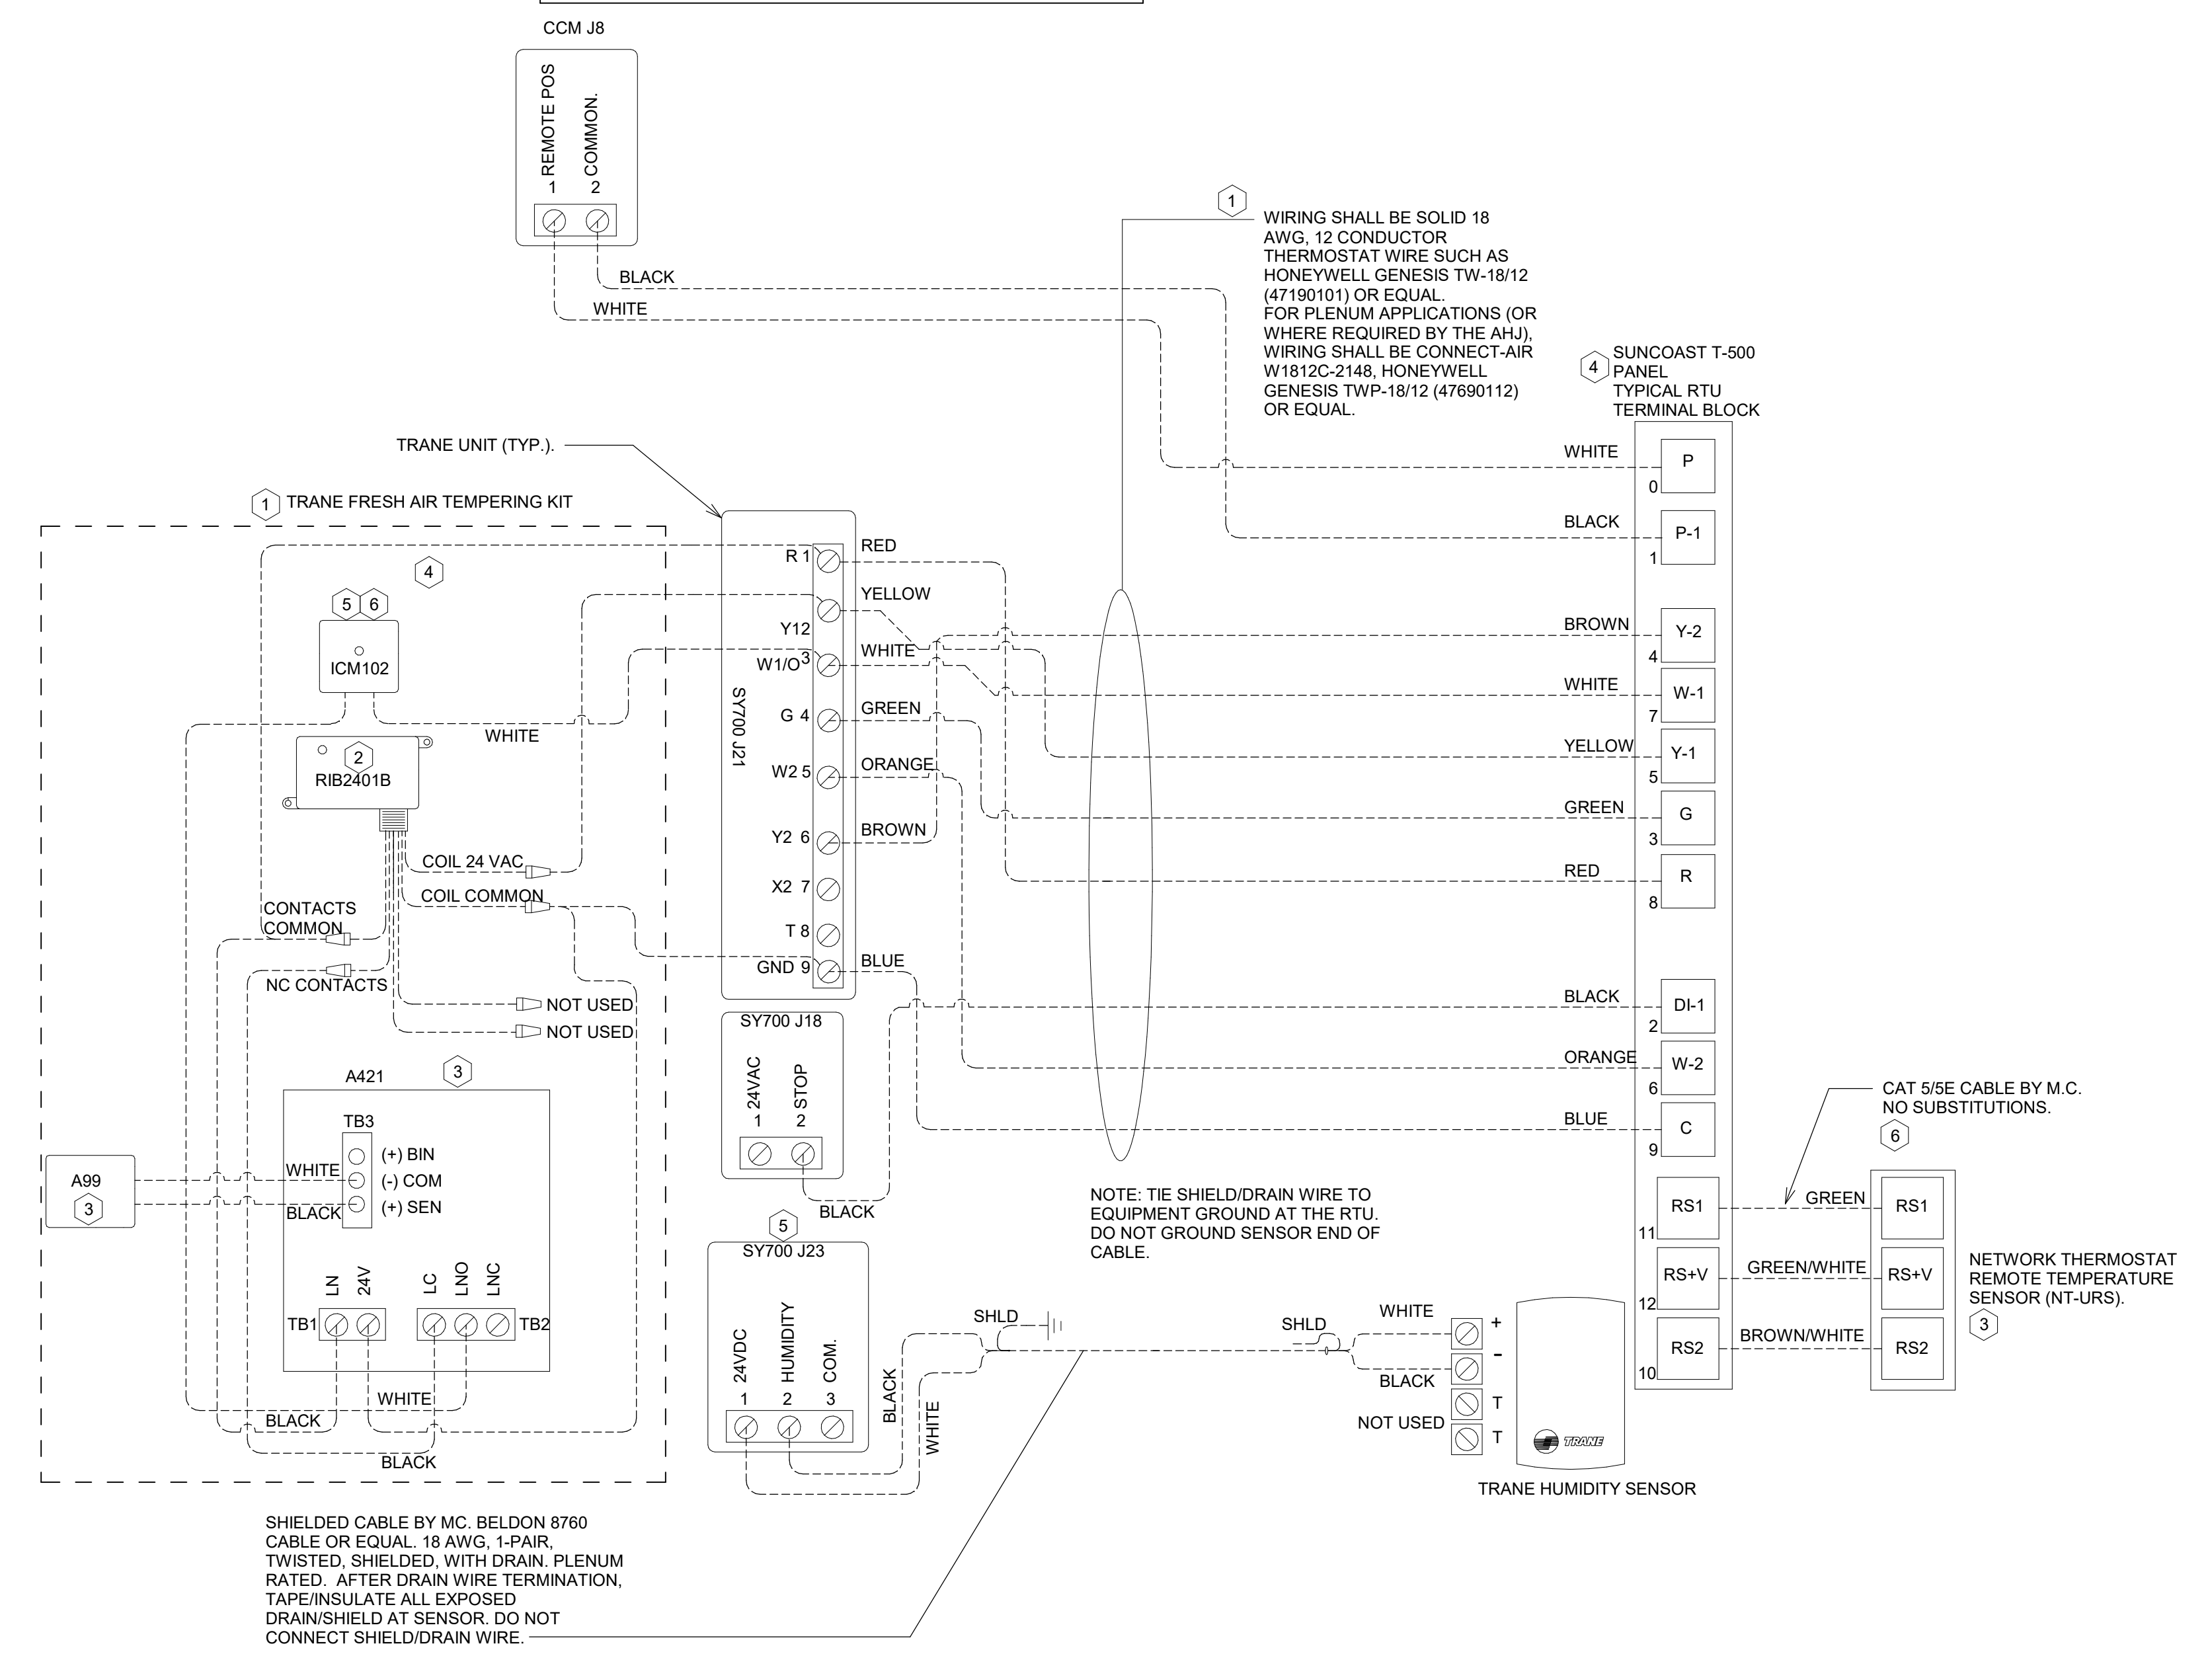 CCM J8
REMOTE POS
COMMON.
1 2
BLACK
WHITE
1
WIRING SHALL BE SOLID 18
AWG, 12 CONDUCTOR
THERMOSTAT WIRE SUCH AS
HONEYWELL GENESIS TW-18/12
(47190101) OR EQUAL.
FOR PLENUM APPLICATIONS (OR
WHERE REQUIRED BY THE AHJ),
WIRING SHALL BE CONNECT-AIR
W1812C-2148, HONEYWELL
GENESIS TWP-18/12 (47690112)
OR EQUAL.
4
SUNCOAST T-500
PANEL
TYPICAL RTU
TERMINAL BLOCK
TRANE UNIT (TYP.).
1 TRANE FRESH AIR TEMPERING KIT
4
5 6
ICM102
WHITE
2
RIB2401B
COIL 24 VAC
COIL COMMON
CONTACTS
COMMON
NC CONTACTS
NOT USED
NOT USED
A421
3
TB3
(+) BIN
(-) COM
(+) SEN
WHITE
BLACK
A99
3
LN
24V
LC
LNO
LNC
TB1
TB2
WHITE
BLACK
BLACK
SY700 J21
R 1
Y12
W1/O 3
G 4
W2 5
Y2 6
X2 7
T 8
GND 9
RED
YELLOW
WHITE
GREEN
ORANGE
BROWN
BLUE
SY700 J18
24VAC
STOP
1 2
BLACK
5
SY700 J23
24VDC
HUMIDITY
COM.
1 2 3
BLACK
WHITE
SHLD
SHLD
WHITE
BLACK
NOT USED
+
-
T
T
TRANE
TRANE HUMIDITY SENSOR
NOTE: TIE SHIELD/DRAIN WIRE TO
EQUIPMENT GROUND AT THE RTU.
DO NOT GROUND SENSOR END OF
CABLE.
WHITE P
0
BLACK P-1
1
BROWN Y-2
4
WHITE W-1
7
YELLOW Y-1
5
GREEN G
3
RED R
8
BLACK DI-1
2
ORANGE W-2
6
BLUE C
9
RS1
11
RS+V
12
RS2
10
CAT 5/5E CABLE BY M.C.
NO SUBSTITUTIONS.
6
GREEN
GREEN/WHITE
BROWN/WHITE
RS1
RS+V
RS2
NETWORK THERMOSTAT
REMOTE TEMPERATURE
SENSOR (NT-URS).
3
SHIELDED CABLE BY MC. BELDON 8760
CABLE OR EQUAL. 18 AWG, 1-PAIR,
TWISTED, SHIELDED, WITH DRAIN. PLENUM
RATED. AFTER DRAIN WIRE TERMINATION,
TAPE/INSULATE ALL EXPOSED
DRAIN/SHIELD AT SENSOR. DO NOT
CONNECT SHIELD/DRAIN WIRE.